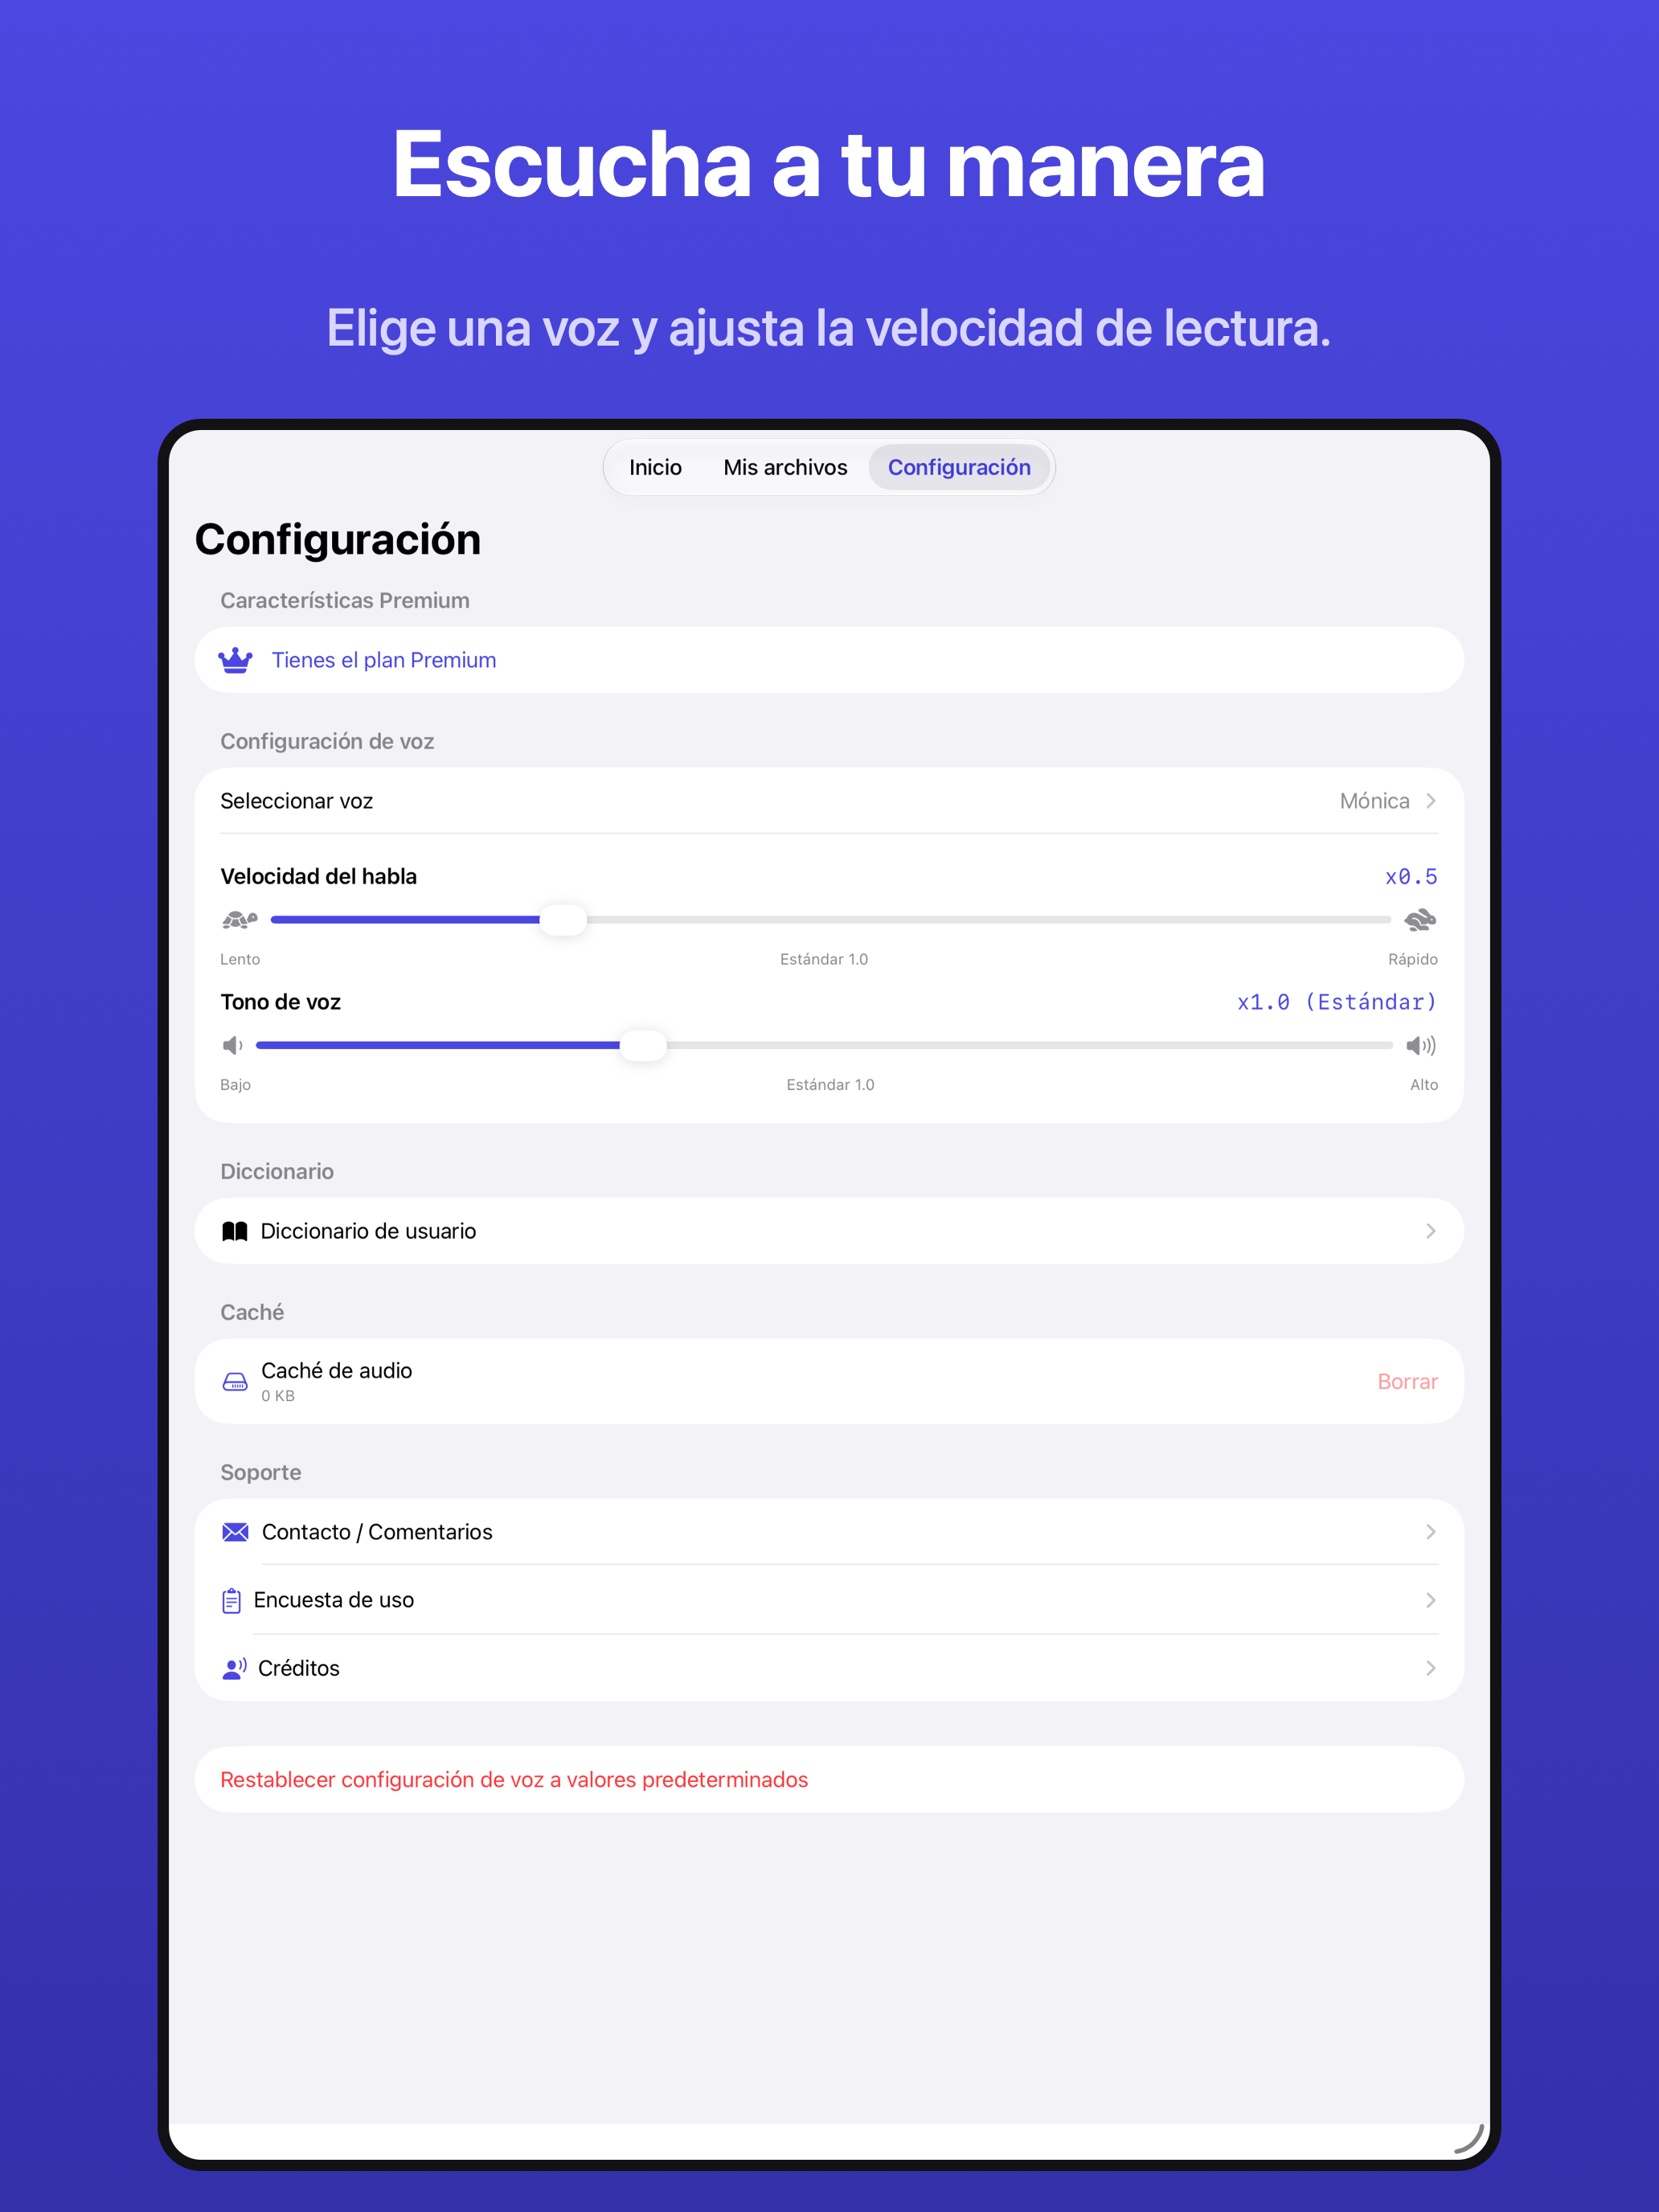 Escucha a tu manera
Elige una voz y ajusta la velocidad de lectura.
Inicio
Mis archivos
Configuración
Configuración
Características Premium
Tienes el plan Premium
Configuración de voz
Seleccionar voz
Mónica
Velocidad del habla
x0.5
Lento
Estándar 1.0
Rápido
Tono de voz
x1.0 (Estándar)
Bajo
Estándar 1.0
Alto
Diccionario
Diccionario de usuario
Caché
Caché de audio
0 KB
Borrar
Soporte
Contacto / Comentarios
Encuesta de uso
Créditos
Restablecer configuración de voz a valores predeterminados